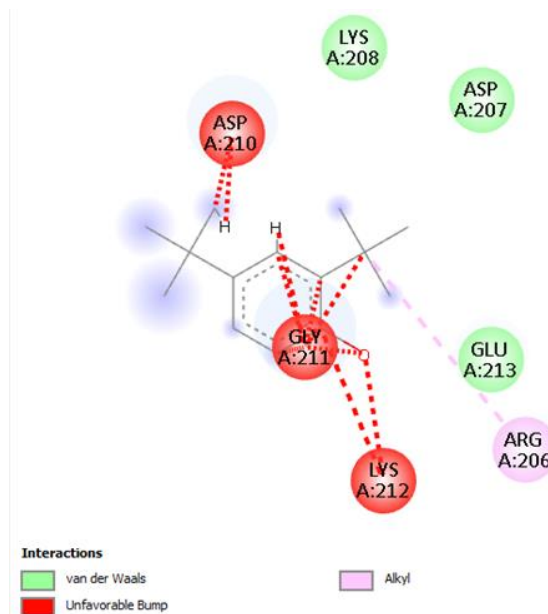 LYS
A:208
ASP
A:207
ASP
A:210
H
H
GLY
A:211
O
GLU
A:213
ARG
A:206
LYS
A:212
Interactions
van der Waals
Alkyl
Unfavorable Bump